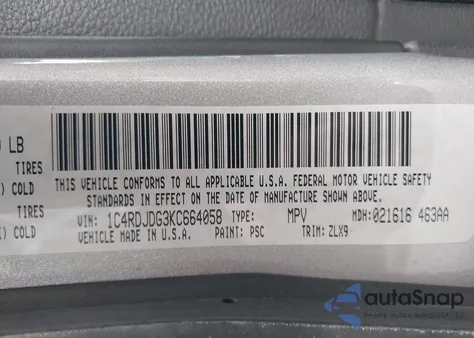 LB
TIRES
COLD
TIRES
COLD
THIS VEHICLE CONFORMS TO ALL APPLICABLE U.S.A. FEDERAL MOTOR VEHICLE SAFETY
STANDARDS IN EFFECT ON THE DATE OF MANUFACTURE SHOWN ABOVE.
VIN: 1C4RDJDG3KC664058 TYPE: MPV MDH: 021616 463AA
VEHICLE MADE IN U.S.A. PAINT: PSC TRIM: ZLX9
autoSnap